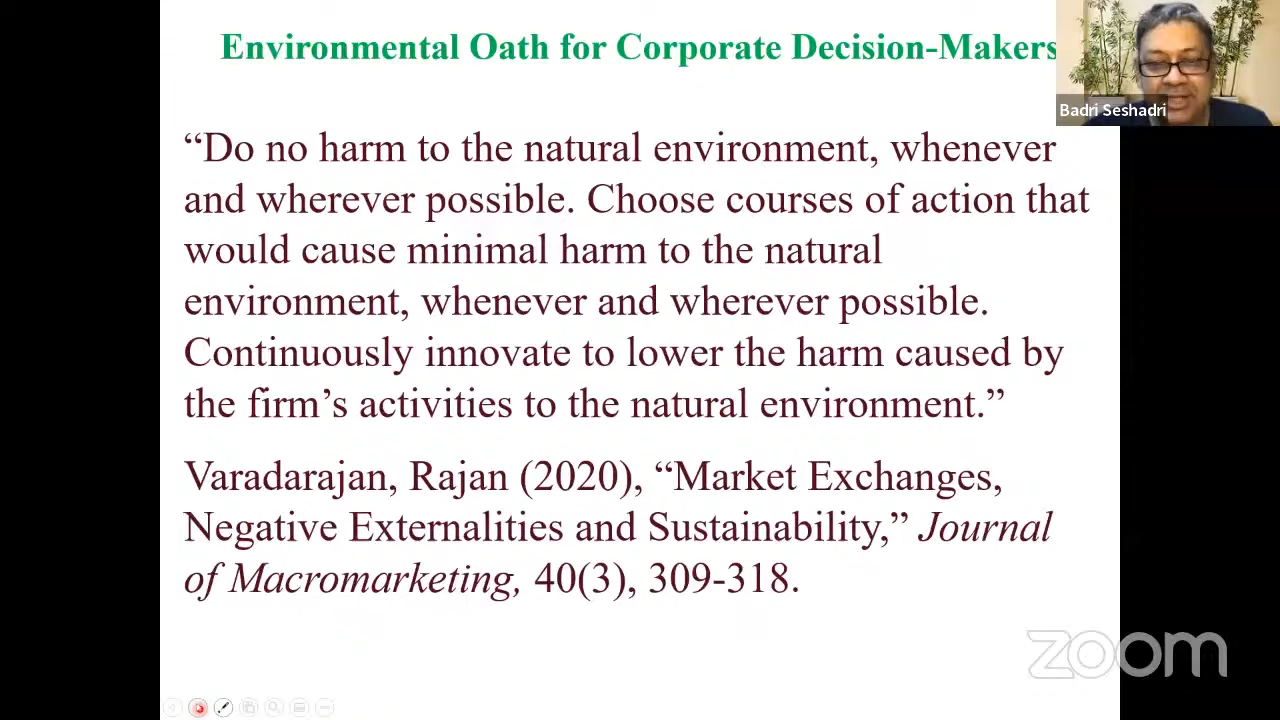 Environmental Oath for Corporate Decision-Makers
Badri Seshadri
“Do no harm to the natural environment, whenever
and wherever possible. Choose courses of action that
would cause minimal harm to the natural
environment, whenever and wherever possible.
Continuously innovate to lower the harm caused by
the firm’s activities to the natural environment.”
Varadarajan, Rajan (2020), “Market Exchanges,
Negative Externalities and Sustainability,” Journal
of Macromarketing, 40(3), 309-318.
zoom